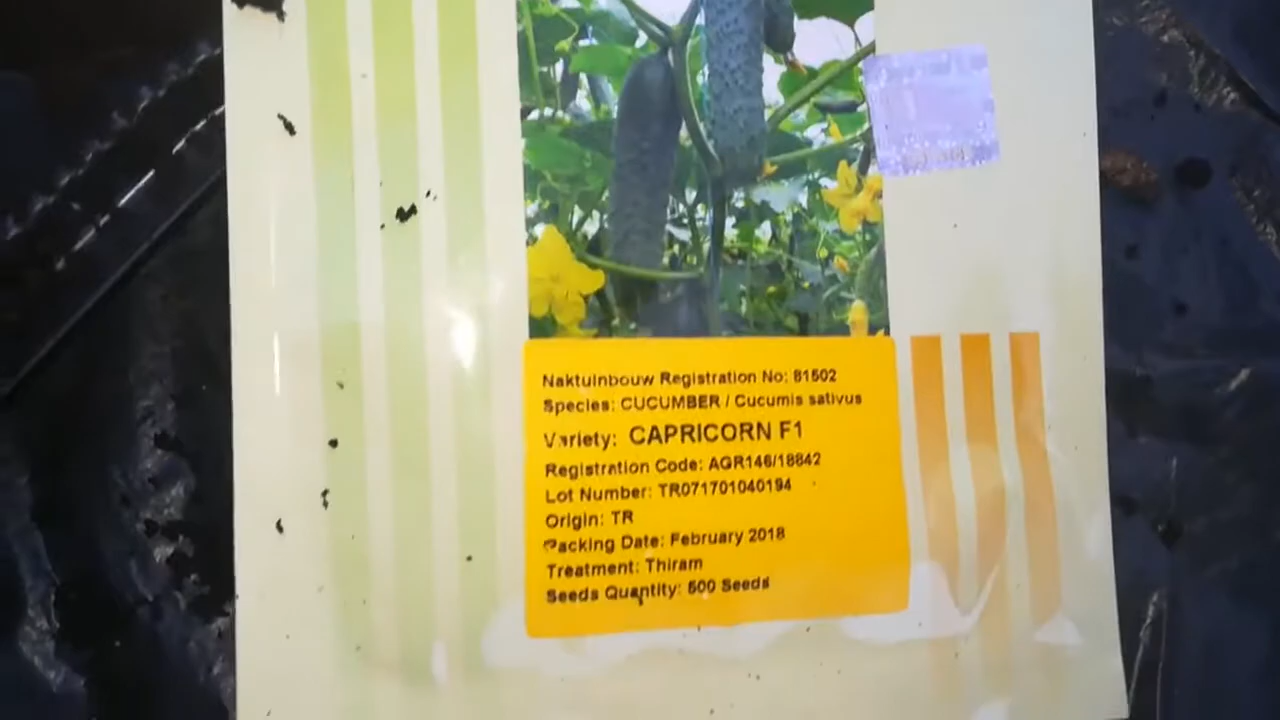 Naktuinbouw Registration No: 81502
Species: CUCUMBER / Cucumis sativus
Variety: CAPRICORN F1
Registration Code: AGR146/18842
Lot Number: TR071701040194
Origin: TR
Packing Date: February 2018
Treatment: Thiram
Seeds Quantity: 500 Seeds